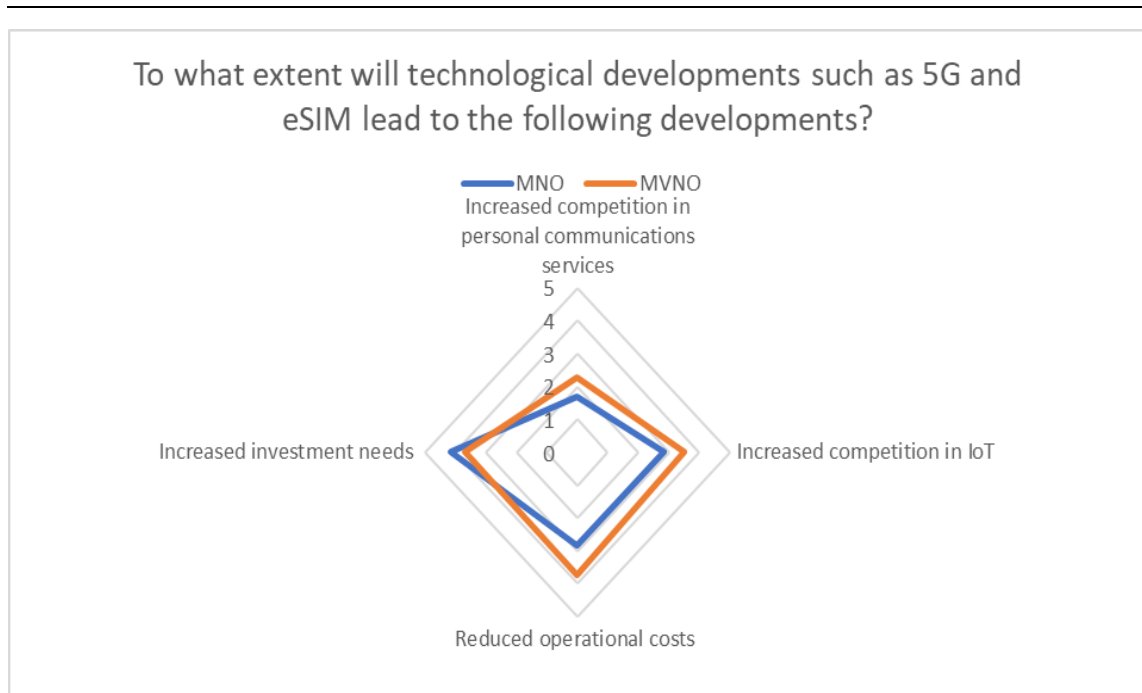 To what extent will technological developments such as 5G and
eSIM lead to the following developments?
MNO MVNO
Increased competition in
personal communications
services
5
4
3
2
1
0
Increased investment needs
Increased competition in IoT
Reduced operational costs